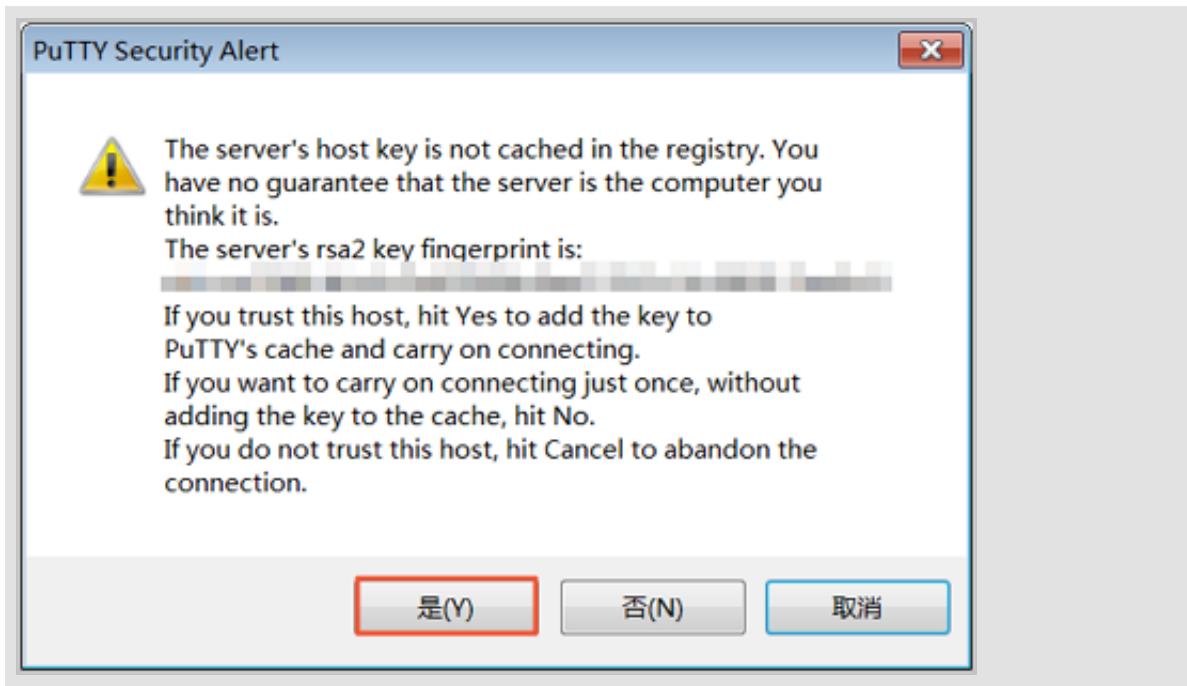 PuTTY Security Alert
The server's host key is not cached in the registry. You
have no guarantee that the server is the computer you
think it is.
The server's rsa2 key fingerprint is:
If you trust this host, hit Yes to add the key to
PuTTY's cache and carry on connecting.
If you want to carry on connecting just once, without
adding the key to the cache, hit No.
If you do not trust this host, hit Cancel to abandon the
connection.
是(Y) 否(N) 取消